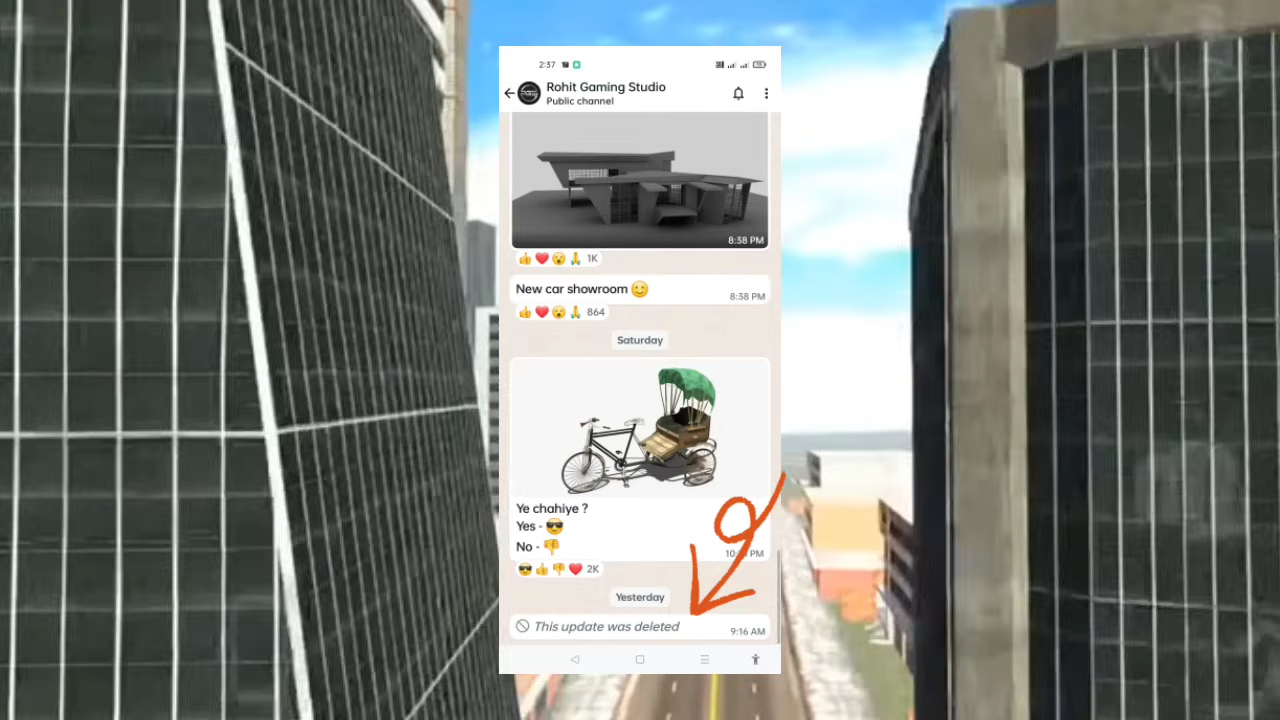 2:37
Rohit Gaming Studio
Public channel
8:38 PM
👍❤️😮🙏 1K
New car showroom 😊
8:38 PM
👍❤️😮🙏 864
Saturday
Ye chahiye ?
Yes - 😎
No - 👎
PM
😎👍👎❤️ 2K
Yesterday
This update was deleted
9:16 AM